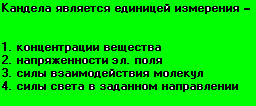 Кандела является единицей измерения –
1. концентрации вещества
2. напряженности эл. поля
3. силы взаимодействия молекул
4. силы света в заданном направлении